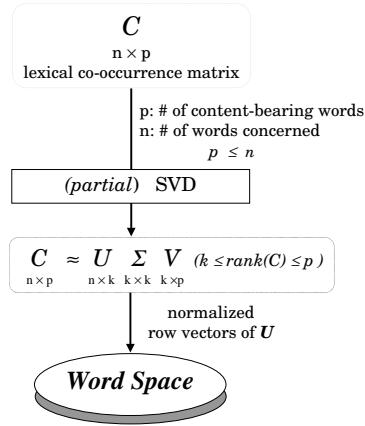 C
n × p
lexical co-occurrence matrix
p: # of content-bearing words
n: # of words concerned
p ≤ n
(partial) SVD
C ≈ U Σ V (k ≤ rank(C) ≤ p )
n × p n × k k × k k × p
normalized
row vectors of U
Word Space